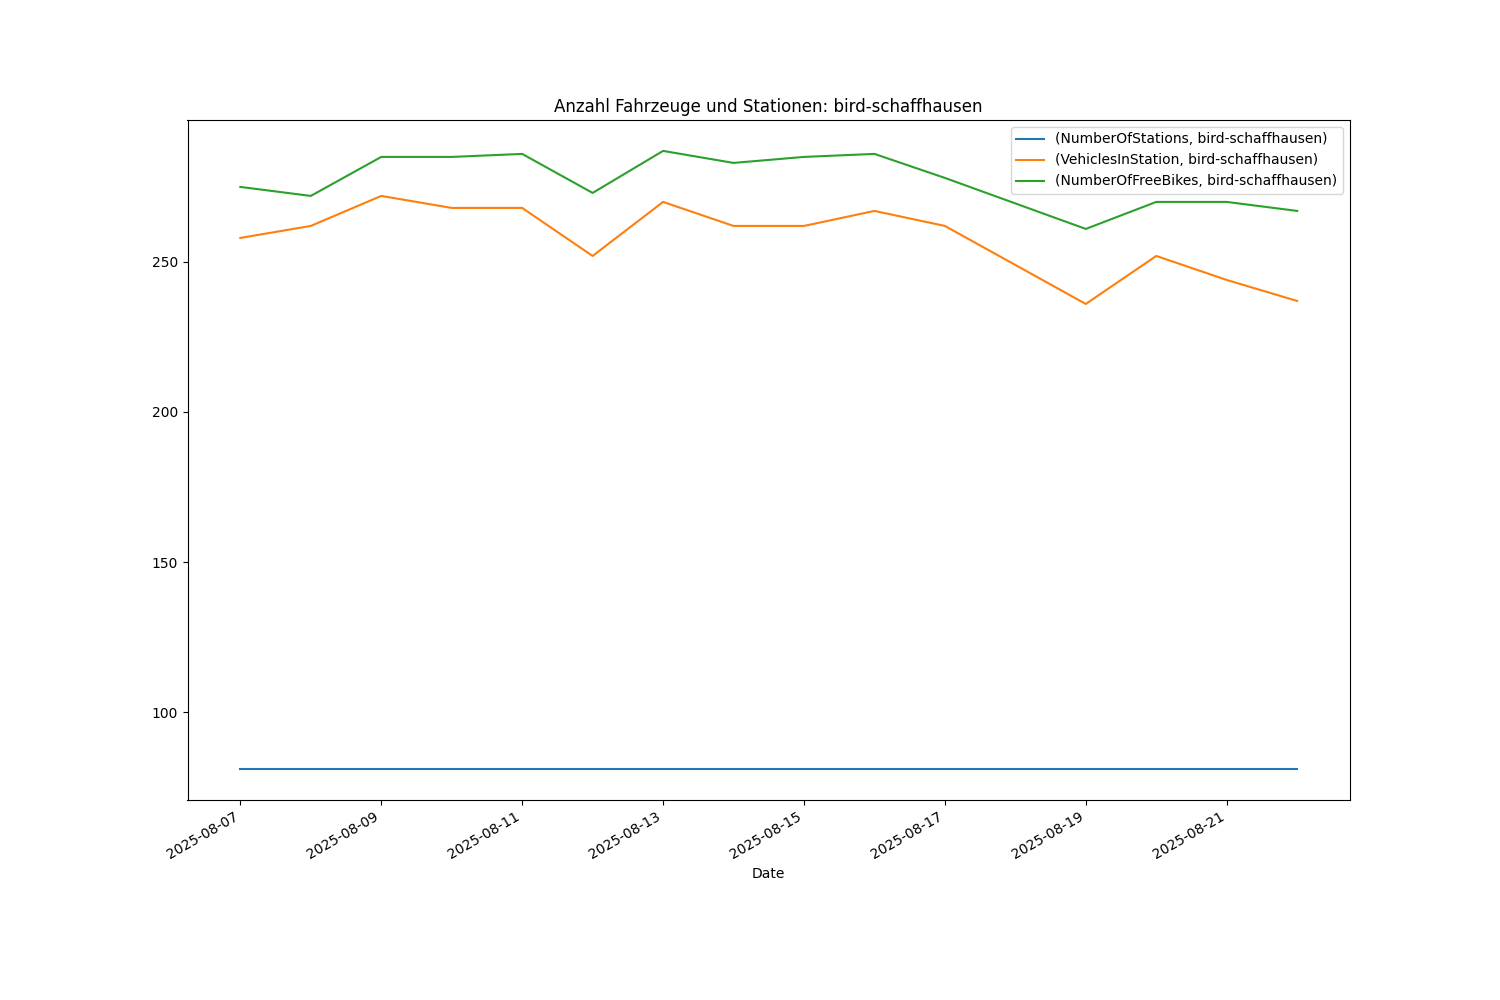 Anzahl Fahrzeuge und Stationen: bird-schaffhausen
(NumberOfStations, bird-schaffhausen)
(VehiclesInStation, bird-schaffhausen)
(NumberOfFreeBikes, bird-schaffhausen)
250
200
150
100
2025-08-07
2025-08-09
2025-08-11
2025-08-13
2025-08-15
2025-08-17
2025-08-19
2025-08-21
Date